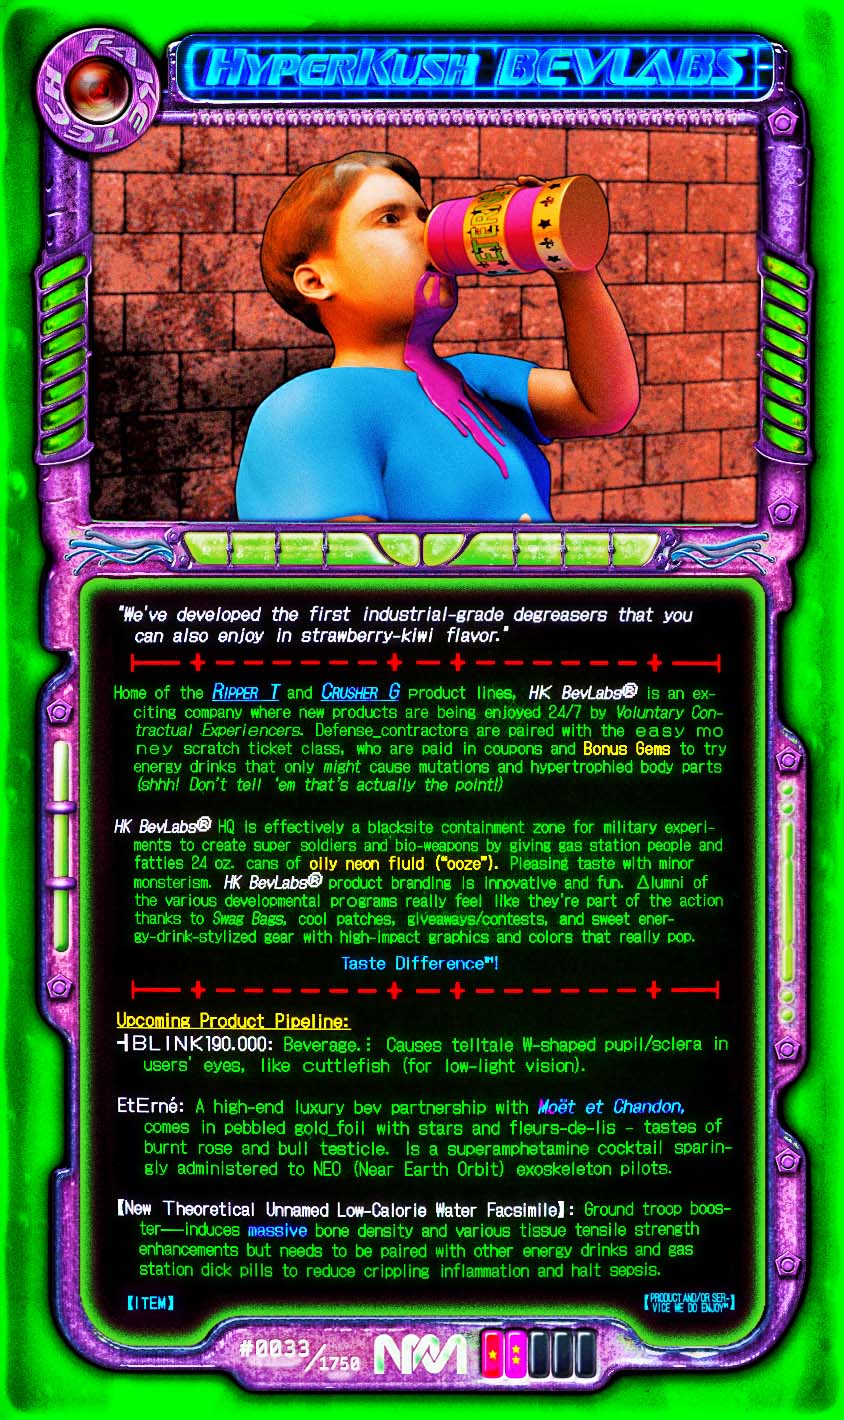 FAKE TECH
HyperKush BEVLABS
ETERNÉ
"We've developed the first industrial-grade degreasers that you
can also enjoy in strawberry-kiwi flavor."
Home of the Ripper T and Crusher G product lines, HK BevLabs® is an ex-
citing company where new products are being enjoyed 24/7 by Voluntary Con-
tractual Experiencers. Defense_contractors are paired with the easy mo
ney scratch ticket class, who are paid in coupons and Bonus Gems to try
energy drinks that only might cause mutations and hypertrophied body parts
(shhh! Don't tell 'em that's actually the point!)
HK BevLabs® HQ is effectively a blacksite containment zone for military experi-
ments to create super soldiers and bio-weapons by giving gas station people and
fatties 24 oz. cans of oily neon fluid ("ooze"). Pleasing taste with minor
monsterism. HK BevLabs® product branding is innovative and fun. Δlumni of
the various developmental programs really feel like they're part of the action
thanks to Swag Bags, cool patches, giveaways/contests, and sweet ener-
gy-drink-stylized gear with high-impact graphics and colors that really pop.
Taste Difference™!
Upcoming Product Pipeline:
⫞BLINK190.000: Beverage.⋮ Causes telltale W-shaped pupil/sclera in
users' eyes, like cuttlefish (for low-light vision).
EtErné: A high-end luxury bev partnership with Moët et Chandon,
comes in pebbled gold_foil with stars and fleurs-de-lis - tastes of
burnt rose and bull testicle. Is a superamphetamine cocktail sparin-
gly administered to NEO (Near Earth Orbit) exoskeleton pilots.
【New Theoretical Unnamed Low-Calorie Water Facsimile】: Ground troop boos-
ter——induces massive bone density and various tissue tensile strength
enhancements but needs to be paired with other energy drinks and gas
station dick pills to reduce crippling inflammation and halt sepsis.
【ITEM】
【PRODUCT AND/OR SER-
VICE WE DO ENJOY™】
#0033/1750